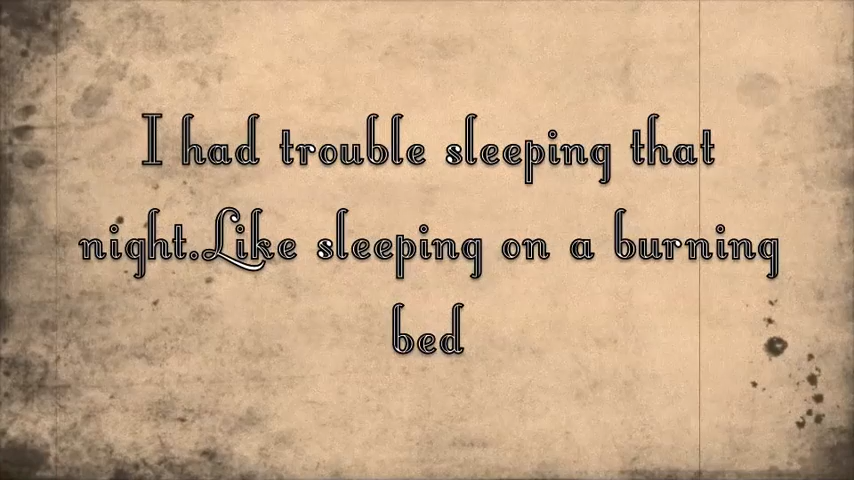 I had trouble sleeping that
night.Like sleeping on a burning
bed